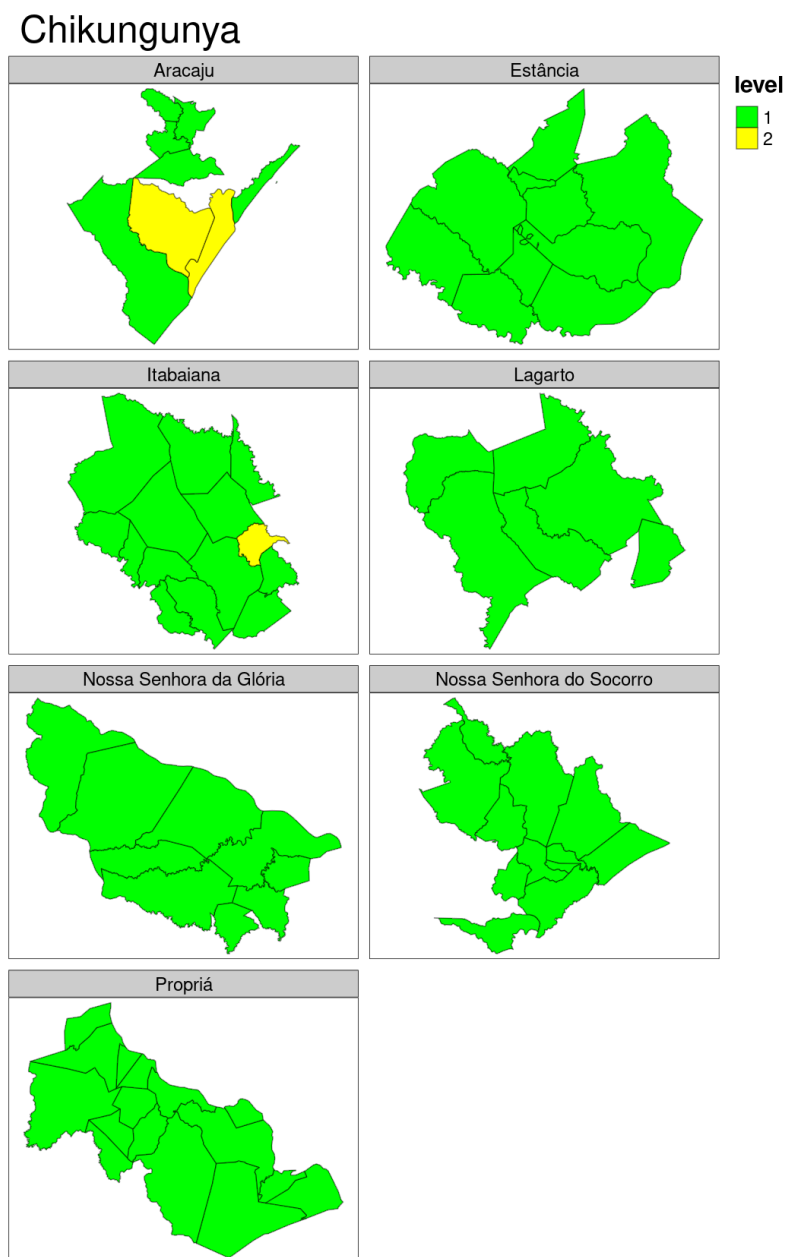 Chikungunya
Aracaju
Estância
level
1
2
Itabaiana
Lagarto
Nossa Senhora da Glória
Nossa Senhora do Socorro
Propriá